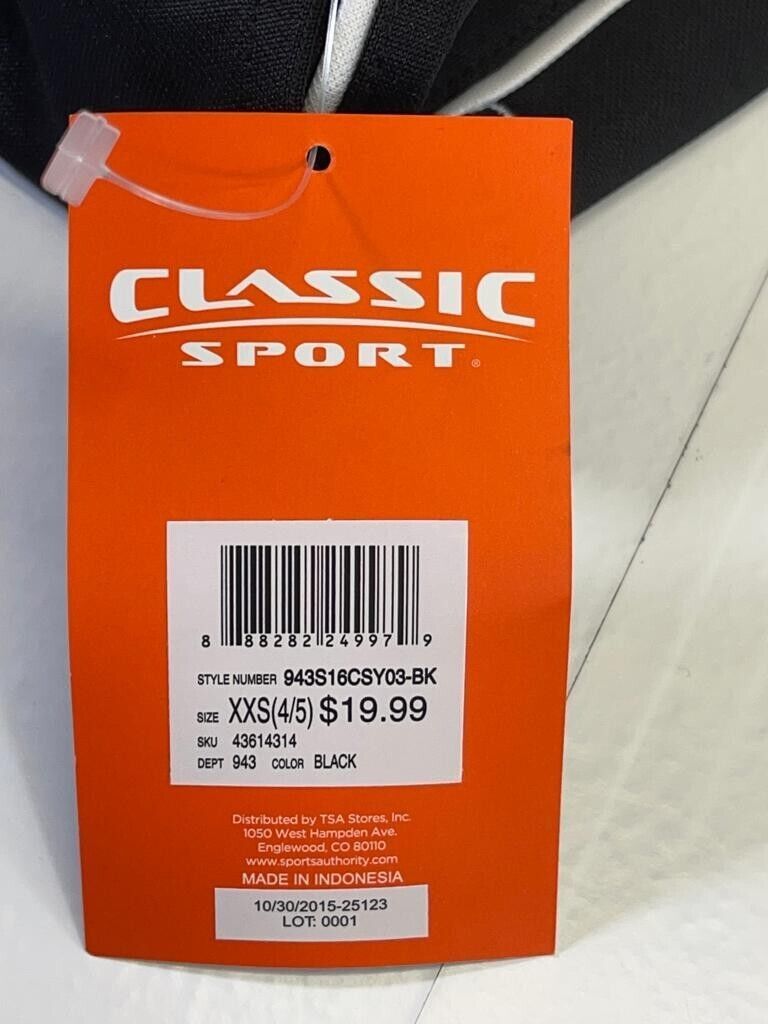 CLASSIC
SPORT®
8 88282 24997 9
STYLE NUMBER 943S16CSY03-BK
SIZE XXS(4/5) $19.99
SKU 43614314
DEPT 943 COLOR BLACK
Distributed by TSA Stores, Inc.
1050 West Hampden Ave.
Englewood, CO 80110
www.sportsauthority.com
MADE IN INDONESIA
10/30/2015-25123
LOT: 0001